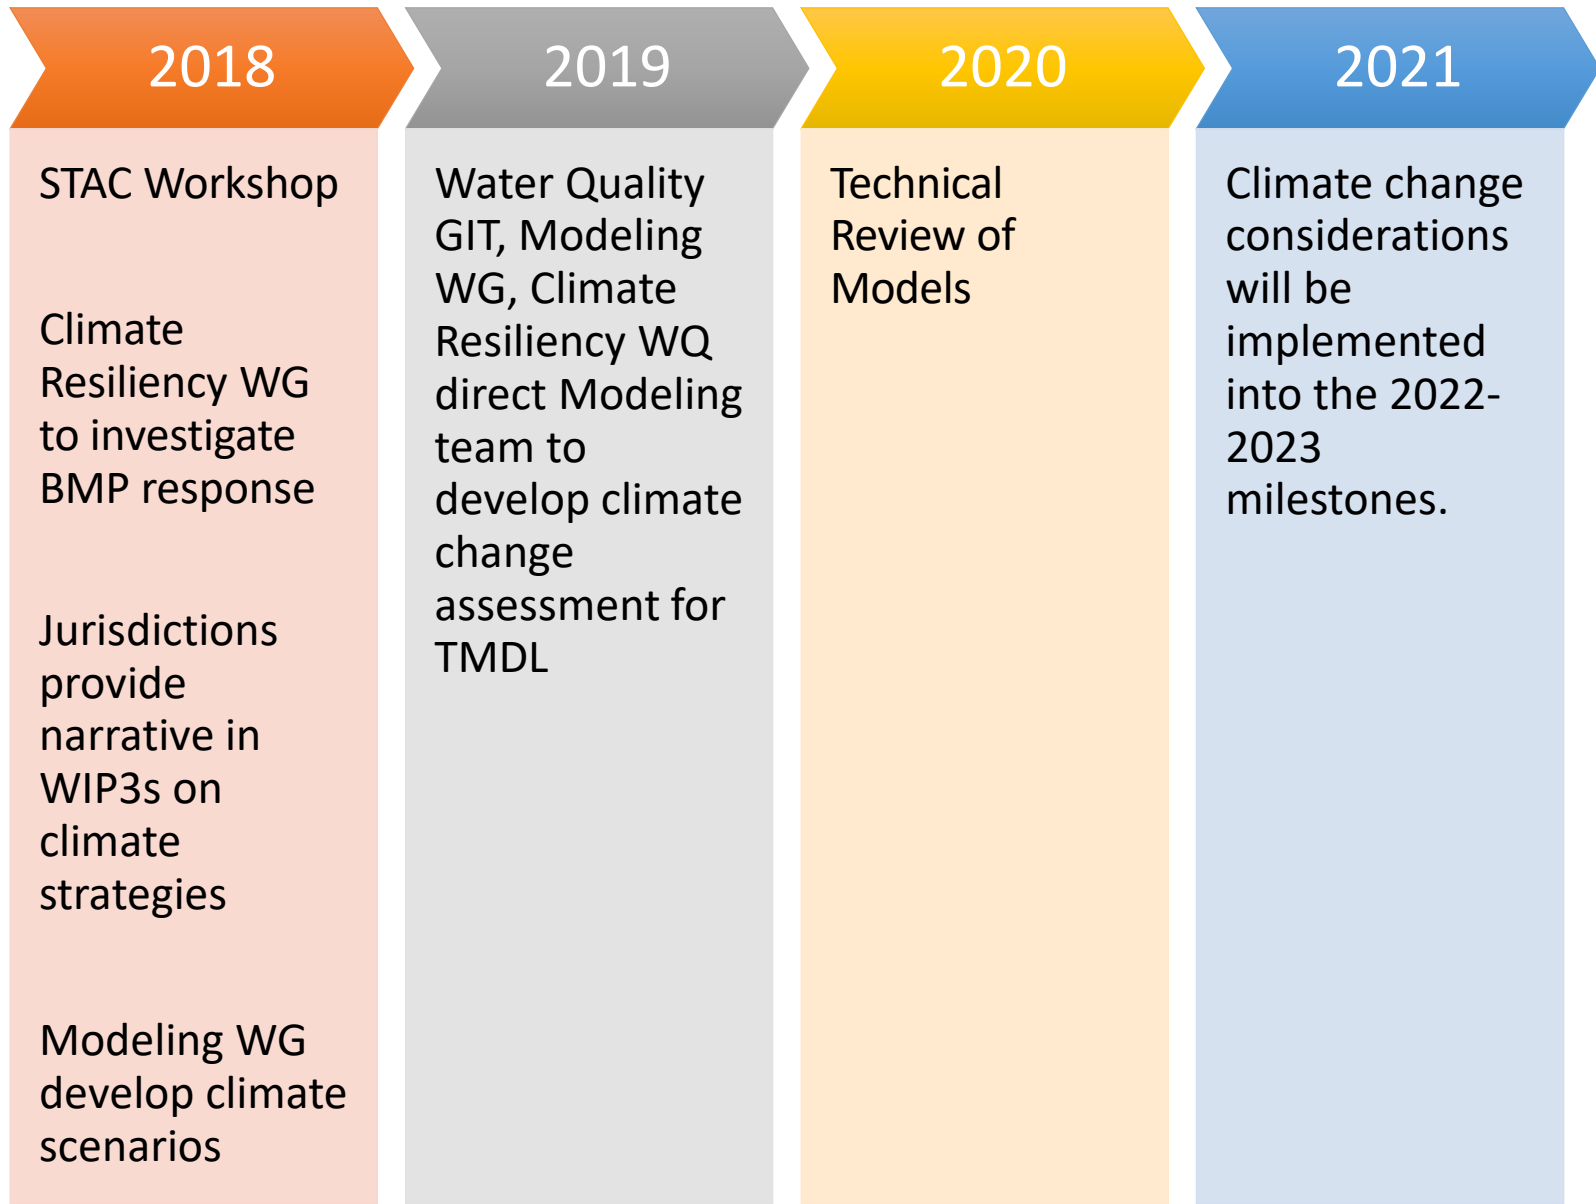 2018
STAC Workshop
Climate
Resiliency WG
to investigate
BMP response
Jurisdictions
provide
narrative in
WIP3s on
climate
strategies
Modeling WG
develop climate
scenarios
2019
Water Quality
GIT, Modeling
WG, Climate
Resiliency WQ
direct Modeling
team to
develop climate
change
assessment for
TMDL
2020
Technical
Review of
Models
2021
Climate change
considerations
will be
implemented
into the 2022-
2023
milestones.